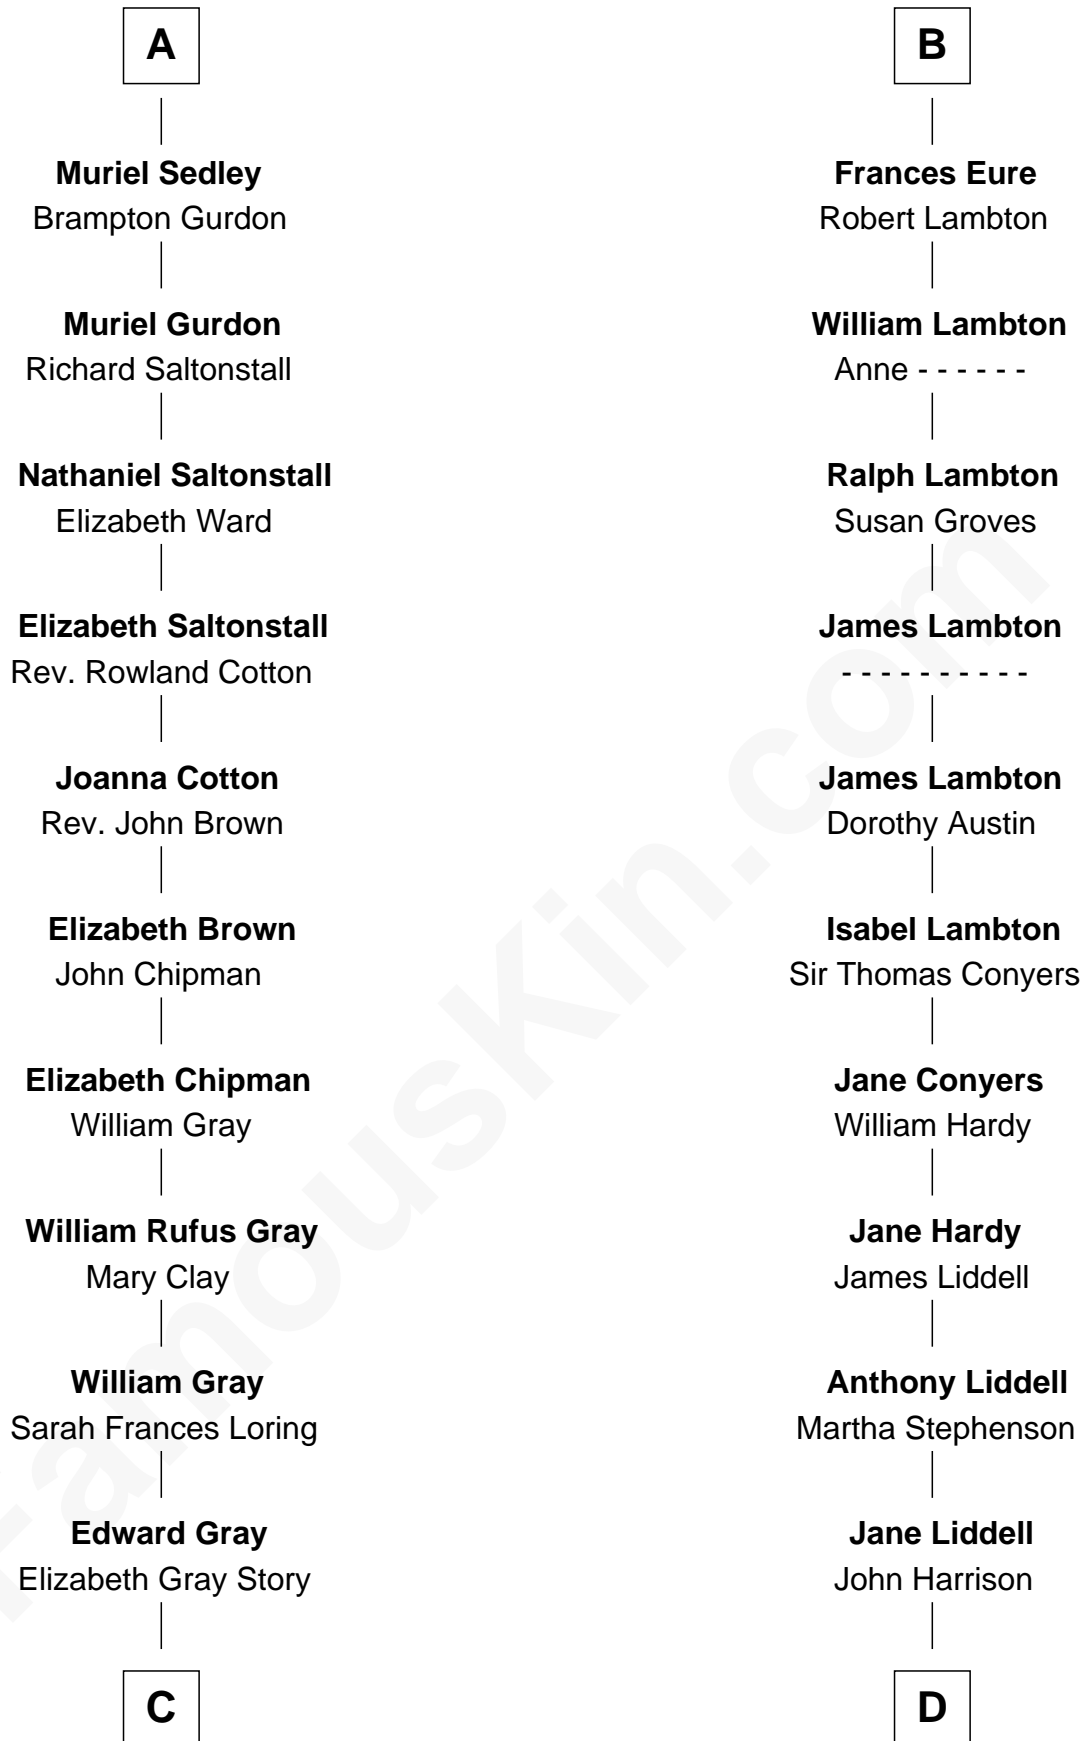 A
Muriel Sedley
Brampton Gurdon
Muriel Gurdon
Richard Saltonstall
Nathaniel Saltonstall
Elizabeth Ward
Elizabeth Saltonstall
Rev. Rowland Cotton
Joanna Cotton
Rev. John Brown
Elizabeth Brown
John Chipman
Elizabeth Chipman
William Gray
William Rufus Gray
Mary Clay
William Gray
Sarah Frances Loring
Edward Gray
Elizabeth Gray Story
C
B
Frances Eure
Robert Lambton
William Lambton
Anne - - - - - -
Ralph Lambton
Susan Groves
James Lambton
- - - - - - - - - -
James Lambton
Dorothy Austin
Isabel Lambton
Sir Thomas Conyers
Jane Conyers
William Hardy
Jane Hardy
James Liddell
Anthony Liddell
Martha Stephenson
Jane Liddell
John Harrison
D
FamousKin.com